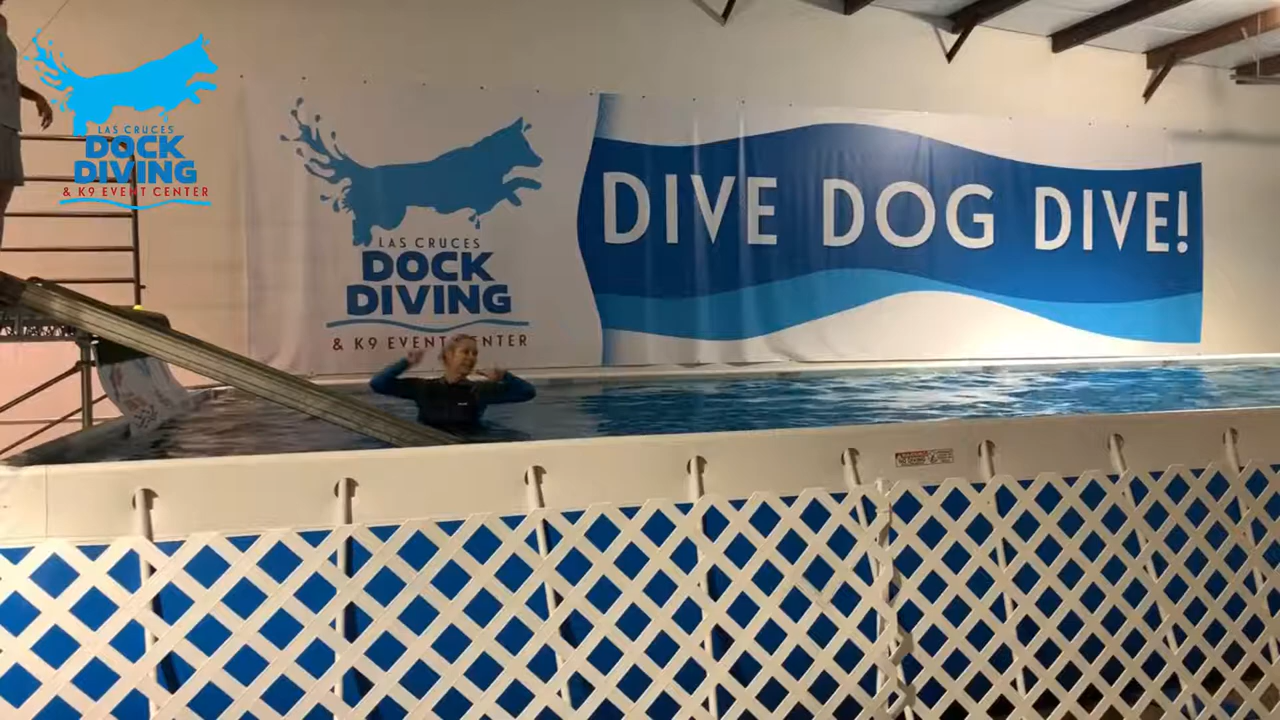 LAS CRUCES
DOCK
DIVING
& K9 EVENT CENTER
LAS CRUCES
DOCK
DIVING
& K9 EVENT CENTER
DIVE DOG DIVE!